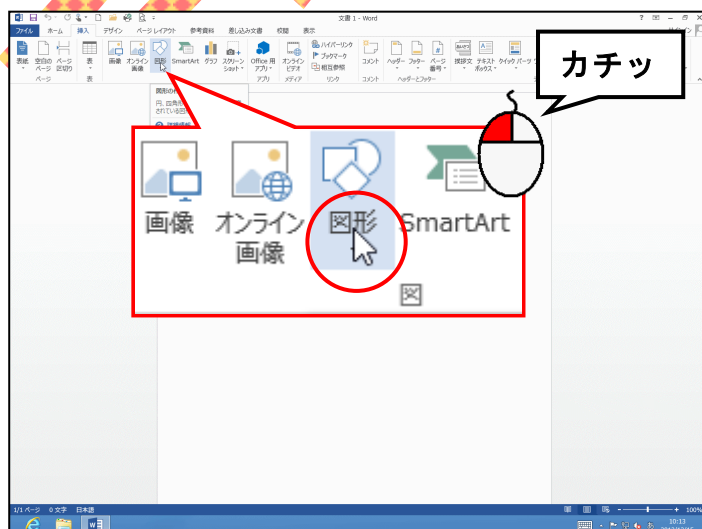 文書 1 - Word
ファイル ホーム 挿入 デザイン ページ レイアウト 参考資料 差し込み文書 校閲 表示
表紙 空白の ページ 表 画像 オンライン 図形 SmartArt グラフ スクリーン Office 用 オンライン ハイパーリンク コメント ヘッダー フッター ページ 挨拶文 テキスト クイック パーツ
ページ 区切り 画像 ショット アプリ ビデオ ブックマーク 番号 ボックス
相互参照
ページ 表 アプリ メディア リンク コメント ヘッダーとフッター
カチッ
画像 オンライン 図形 SmartArt
画像
図
1/1 ページ 0 文字 日本語 100%
10:13